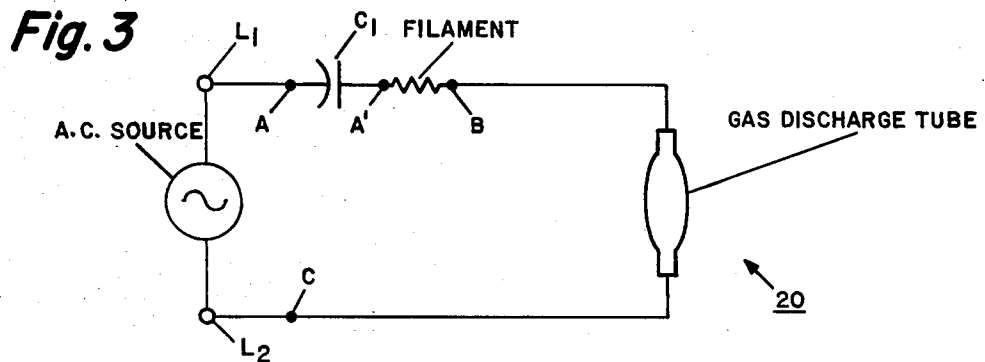 Fig. 3
L1
C1 FILAMENT
A
A'
B
A.C. SOURCE
GAS DISCHARGE TUBE
C
20
L2